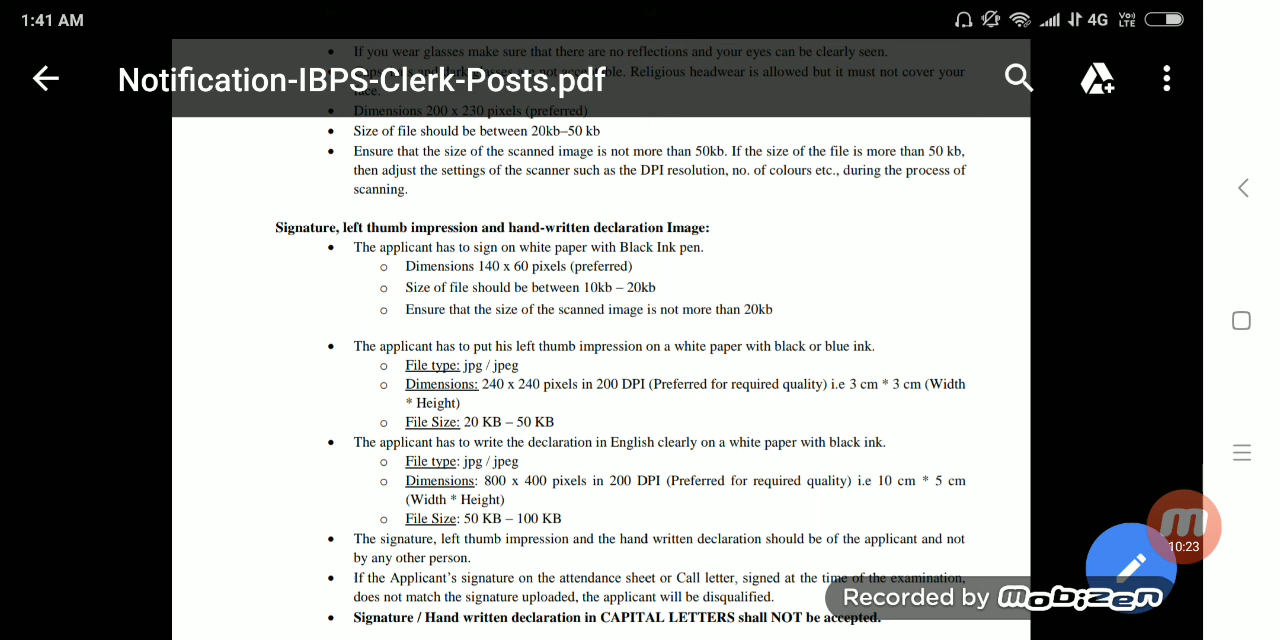 1:41 AM
4G VoLTE
If you wear glasses make sure that there are no reflections and your eyes can be clearly seen.
Notification-IBPS-Clerk-Posts.pdf
Religious headwear is allowed but it must not cover your
face.
• Dimensions 200 x 230 pixels (preferred)
• Size of file should be between 20kb–50 kb
• Ensure that the size of the scanned image is not more than 50kb. If the size of the file is more than 50 kb,
then adjust the settings of the scanner such as the DPI resolution, no. of colours etc., during the process of
scanning.
Signature, left thumb impression and hand-written declaration Image:
• The applicant has to sign on white paper with Black Ink pen.
o Dimensions 140 x 60 pixels (preferred)
o Size of file should be between 10kb – 20kb
o Ensure that the size of the scanned image is not more than 20kb
• The applicant has to put his left thumb impression on a white paper with black or blue ink.
o File type: jpg / jpeg
o Dimensions: 240 x 240 pixels in 200 DPI (Preferred for required quality) i.e 3 cm * 3 cm (Width
* Height)
o File Size: 20 KB – 50 KB
• The applicant has to write the declaration in English clearly on a white paper with black ink.
o File type: jpg / jpeg
o Dimensions: 800 x 400 pixels in 200 DPI (Preferred for required quality) i.e 10 cm * 5 cm
(Width * Height)
o File Size: 50 KB – 100 KB
• The signature, left thumb impression and the hand written declaration should be of the applicant and not
by any other person.
• If the Applicant's signature on the attendance sheet or Call letter, signed at the time of the examination,
does not match the signature uploaded, the applicant will be disqualified.
• Signature / Hand written declaration in CAPITAL LETTERS shall NOT be accepted.
10:23
Recorded by mobizen